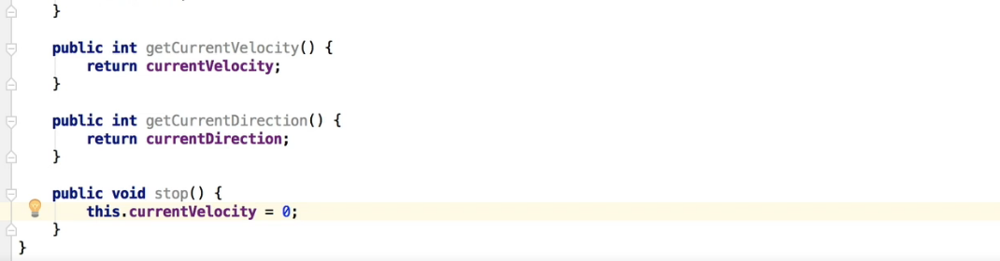 }

    public int getCurrentVelocity() {
        return currentVelocity;
    }

    public int getCurrentDirection() {
        return currentDirection;
    }

    public void stop() {
        this.currentVelocity = 0;
    }
}